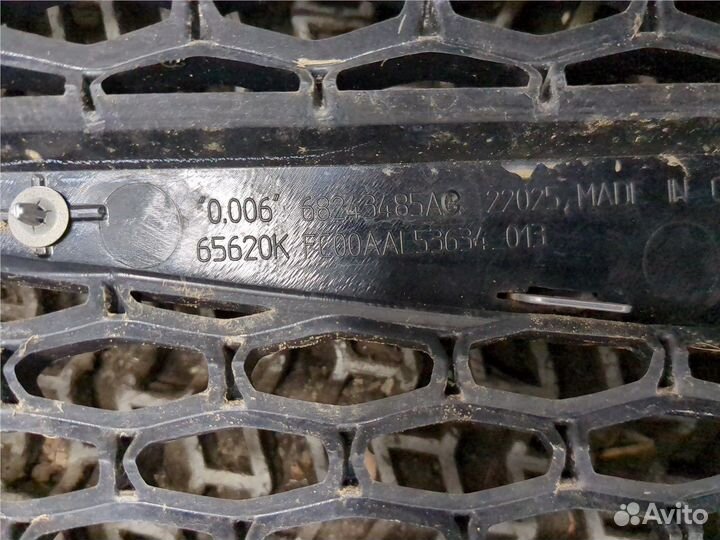 "0,006" 68243485AC 22025, MADE IN
65620K FC00AAL53634 013
Avito